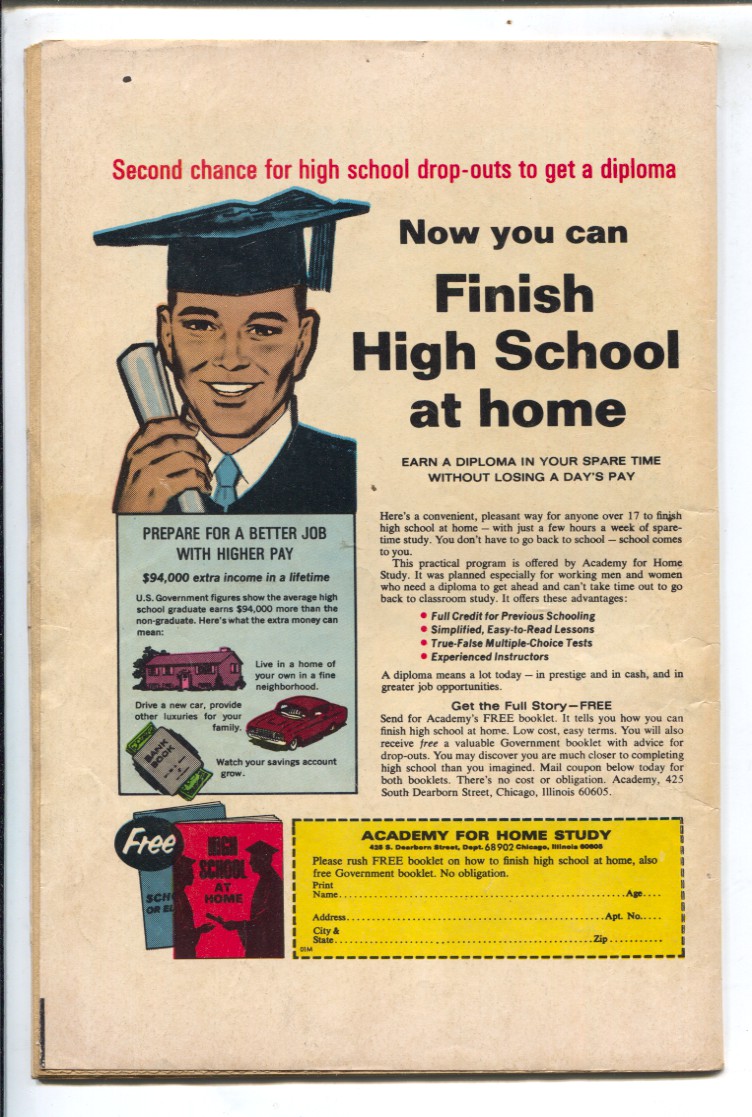 Second chance for high school drop-outs to get a diploma
Now you can
Finish
High School
at home
EARN A DIPLOMA IN YOUR SPARE TIME
WITHOUT LOSING A DAY'S PAY
Here's a convenient, pleasant way for anyone over 17 to finish
high school at home – with just a few hours a week of spare-
time study. You don't have to go back to school – school comes
to you.
This practical program is offered by Academy for Home
Study. It was planned especially for working men and women
who need a diploma to get ahead and can't take time out to go
back to classroom study. It offers these advantages:
• Full Credit for Previous Schooling
• Simplified, Easy-to-Read Lessons
• True-False Multiple-Choice Tests
• Experienced Instructors
A diploma means a lot today – in prestige and in cash, and in
greater job opportunities.
Get the Full Story—FREE
Send for Academy's FREE booklet. It tells you how you can
finish high school at home. Low cost, easy terms. You will also
receive free a valuable Government booklet with advice for
drop-outs. You may discover you are much closer to completing
high school than you imagined. Mail coupon below today for
both booklets. There's no cost or obligation. Academy, 425
South Dearborn Street, Chicago, Illinois 60605.
PREPARE FOR A BETTER JOB
WITH HIGHER PAY
$94,000 extra income in a lifetime
U.S. Government figures show the average high
school graduate earns $94,000 more than the
non-graduate. Here's what the extra money can
mean:
Live in a home of
your own in a fine
neighborhood.
Drive a new car, provide
other luxuries for your
family.
BANK
BOOK
Watch your savings account
grow.
Free
SCH
OR EL
HIGH
SCHOOL
AT
HOME
ACADEMY FOR HOME STUDY
425 S. Dearborn Street, Dept. 68902 Chicago, Illinois 60605
Please rush FREE booklet on how to finish high school at home, also
free Government booklet. No obligation.
Print
Name Age
Address Apt. No.
City &
State Zip